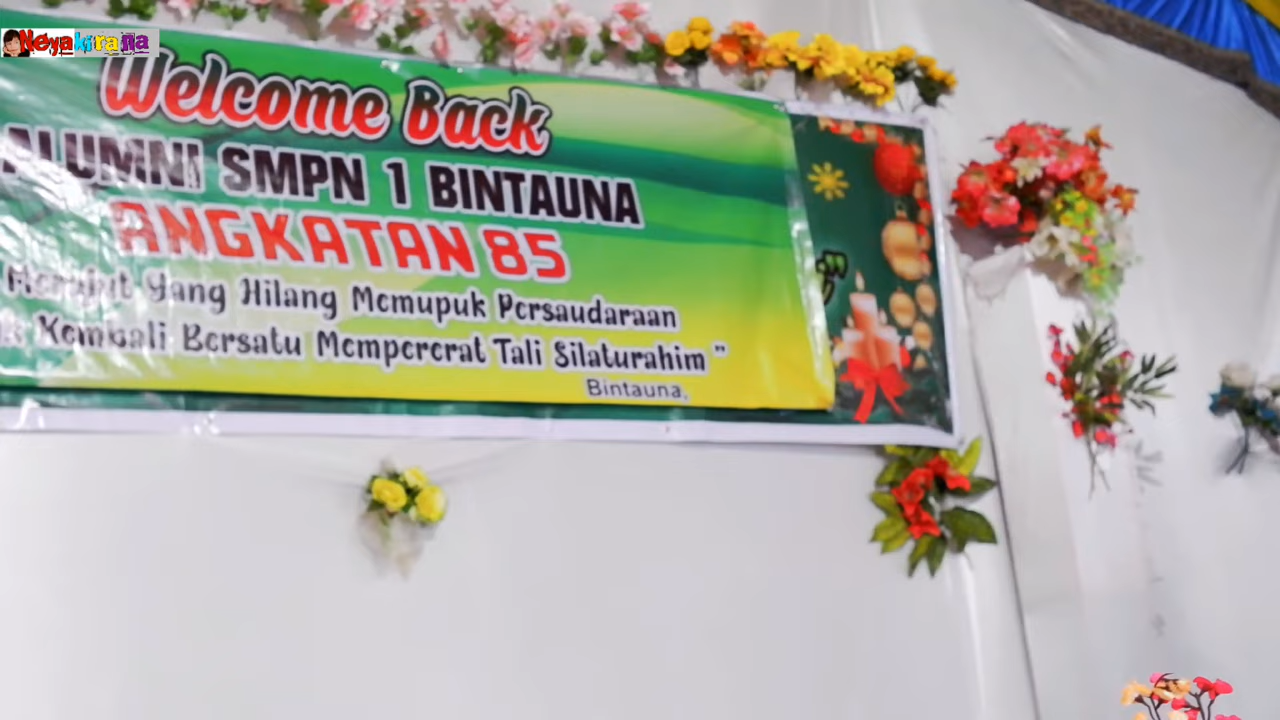 Neyakirana
Welcome Back
ALUMNI SMPN 1 BINTAUNA
ANGKATAN 85
Merajut Yang Hilang Memupuk Persaudaraan
Kembali Bersatu Mempererat Tali Silaturahim "
Bintauna,